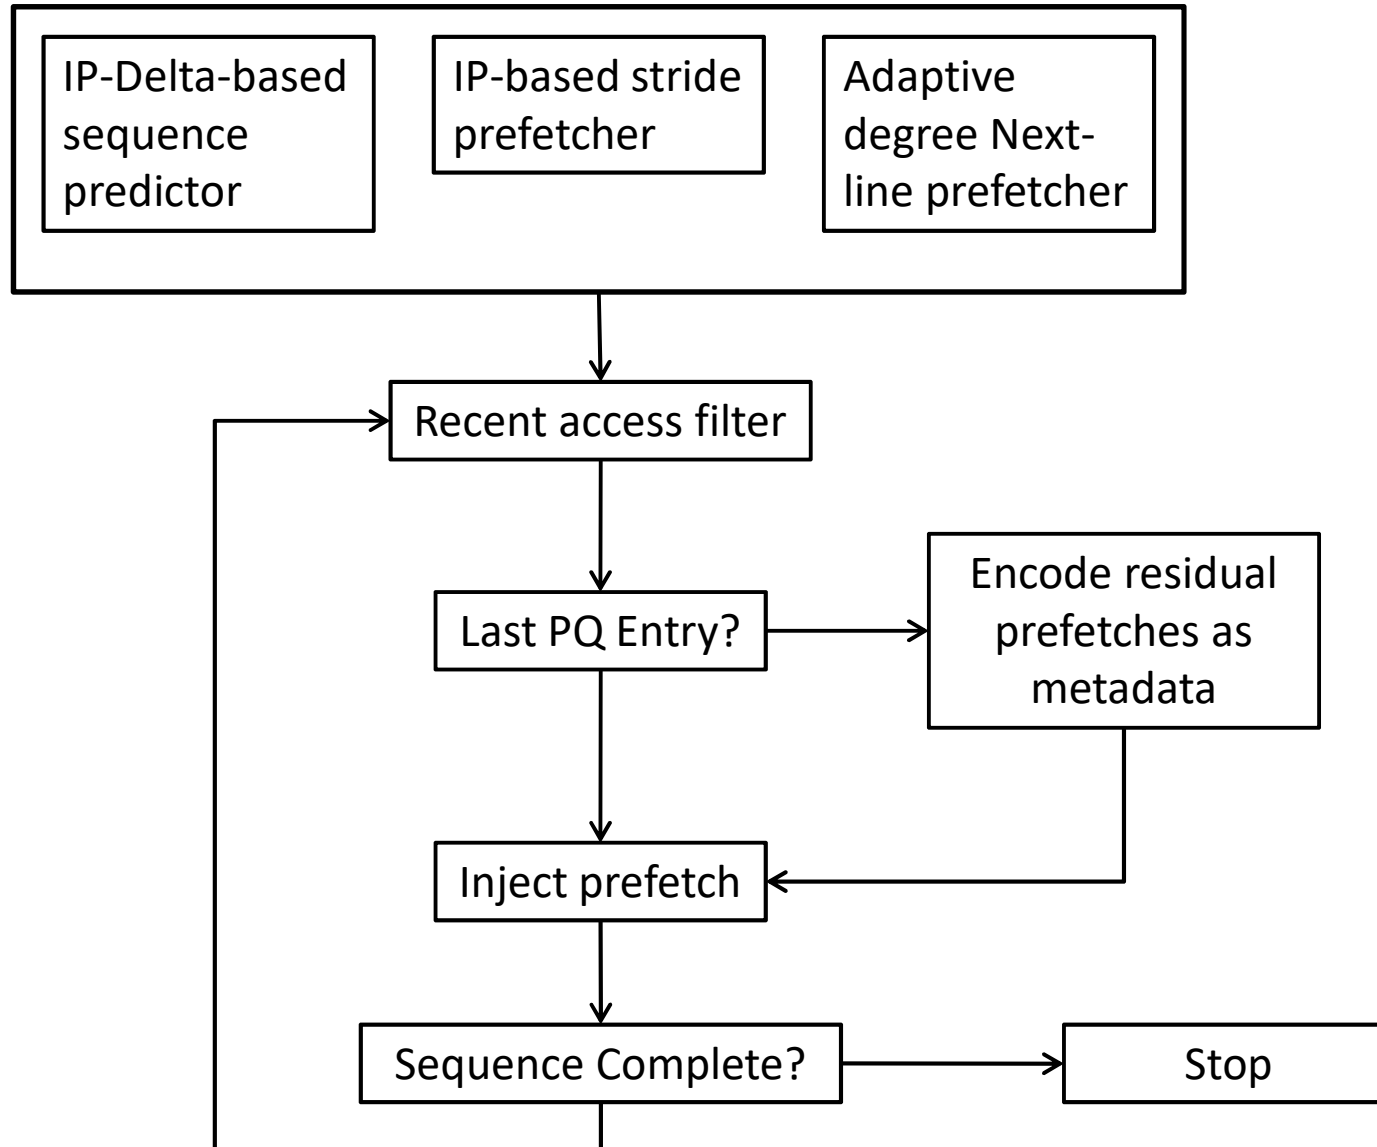 IP-Delta-based
sequence
predictor
IP-based stride
prefetcher
Adaptive
degree Next-
line prefetcher
Recent access filter
Last PQ Entry?
Encode residual
prefetches as
metadata
Inject prefetch
Sequence Complete?
Stop